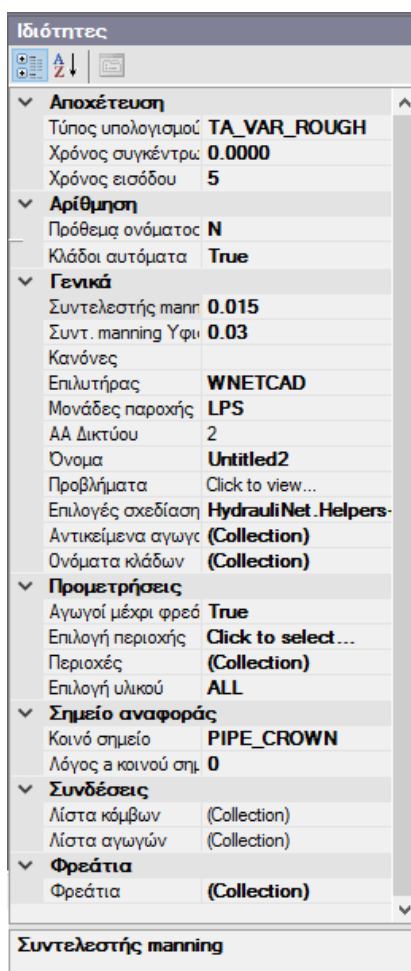 Ιδιότητες
Αποχέτευση
Τύπος υπολογισμού TA_VAR_ROUGH
Χρόνος συγκέντρω 0.0000
Χρόνος εισόδου 5
Αρίθμηση
Πρόθεμα ονόματος N
Κλάδοι αυτόματα True
Γενικά
Συντελεστής mann 0.015
Συντ. manning Υφι 0.03
Κανόνες
Επιλυτήρας WNETCAD
Μονάδες παροχής LPS
ΑΑ Δικτύου 2
Όνομα Untitled2
Προβλήματα Click to view...
Επιλογές σχεδίαση HydrauliNet.Helpers-
Αντικείμενα αγωγο (Collection)
Ονόματα κλάδων (Collection)
Προμετρήσεις
Αγωγοί μέχρι φρεά True
Επιλογή περιοχής Click to select...
Περιοχές (Collection)
Επιλογή υλικού ALL
Σημείο αναφοράς
Κοινό σημείο PIPE_CROWN
Λόγος a κοινού σημ 0
Συνδέσεις
Λίστα κόμβων (Collection)
Λίστα αγωγών (Collection)
Φρεάτια
Φρεάτια (Collection)
Συντελεστής manning